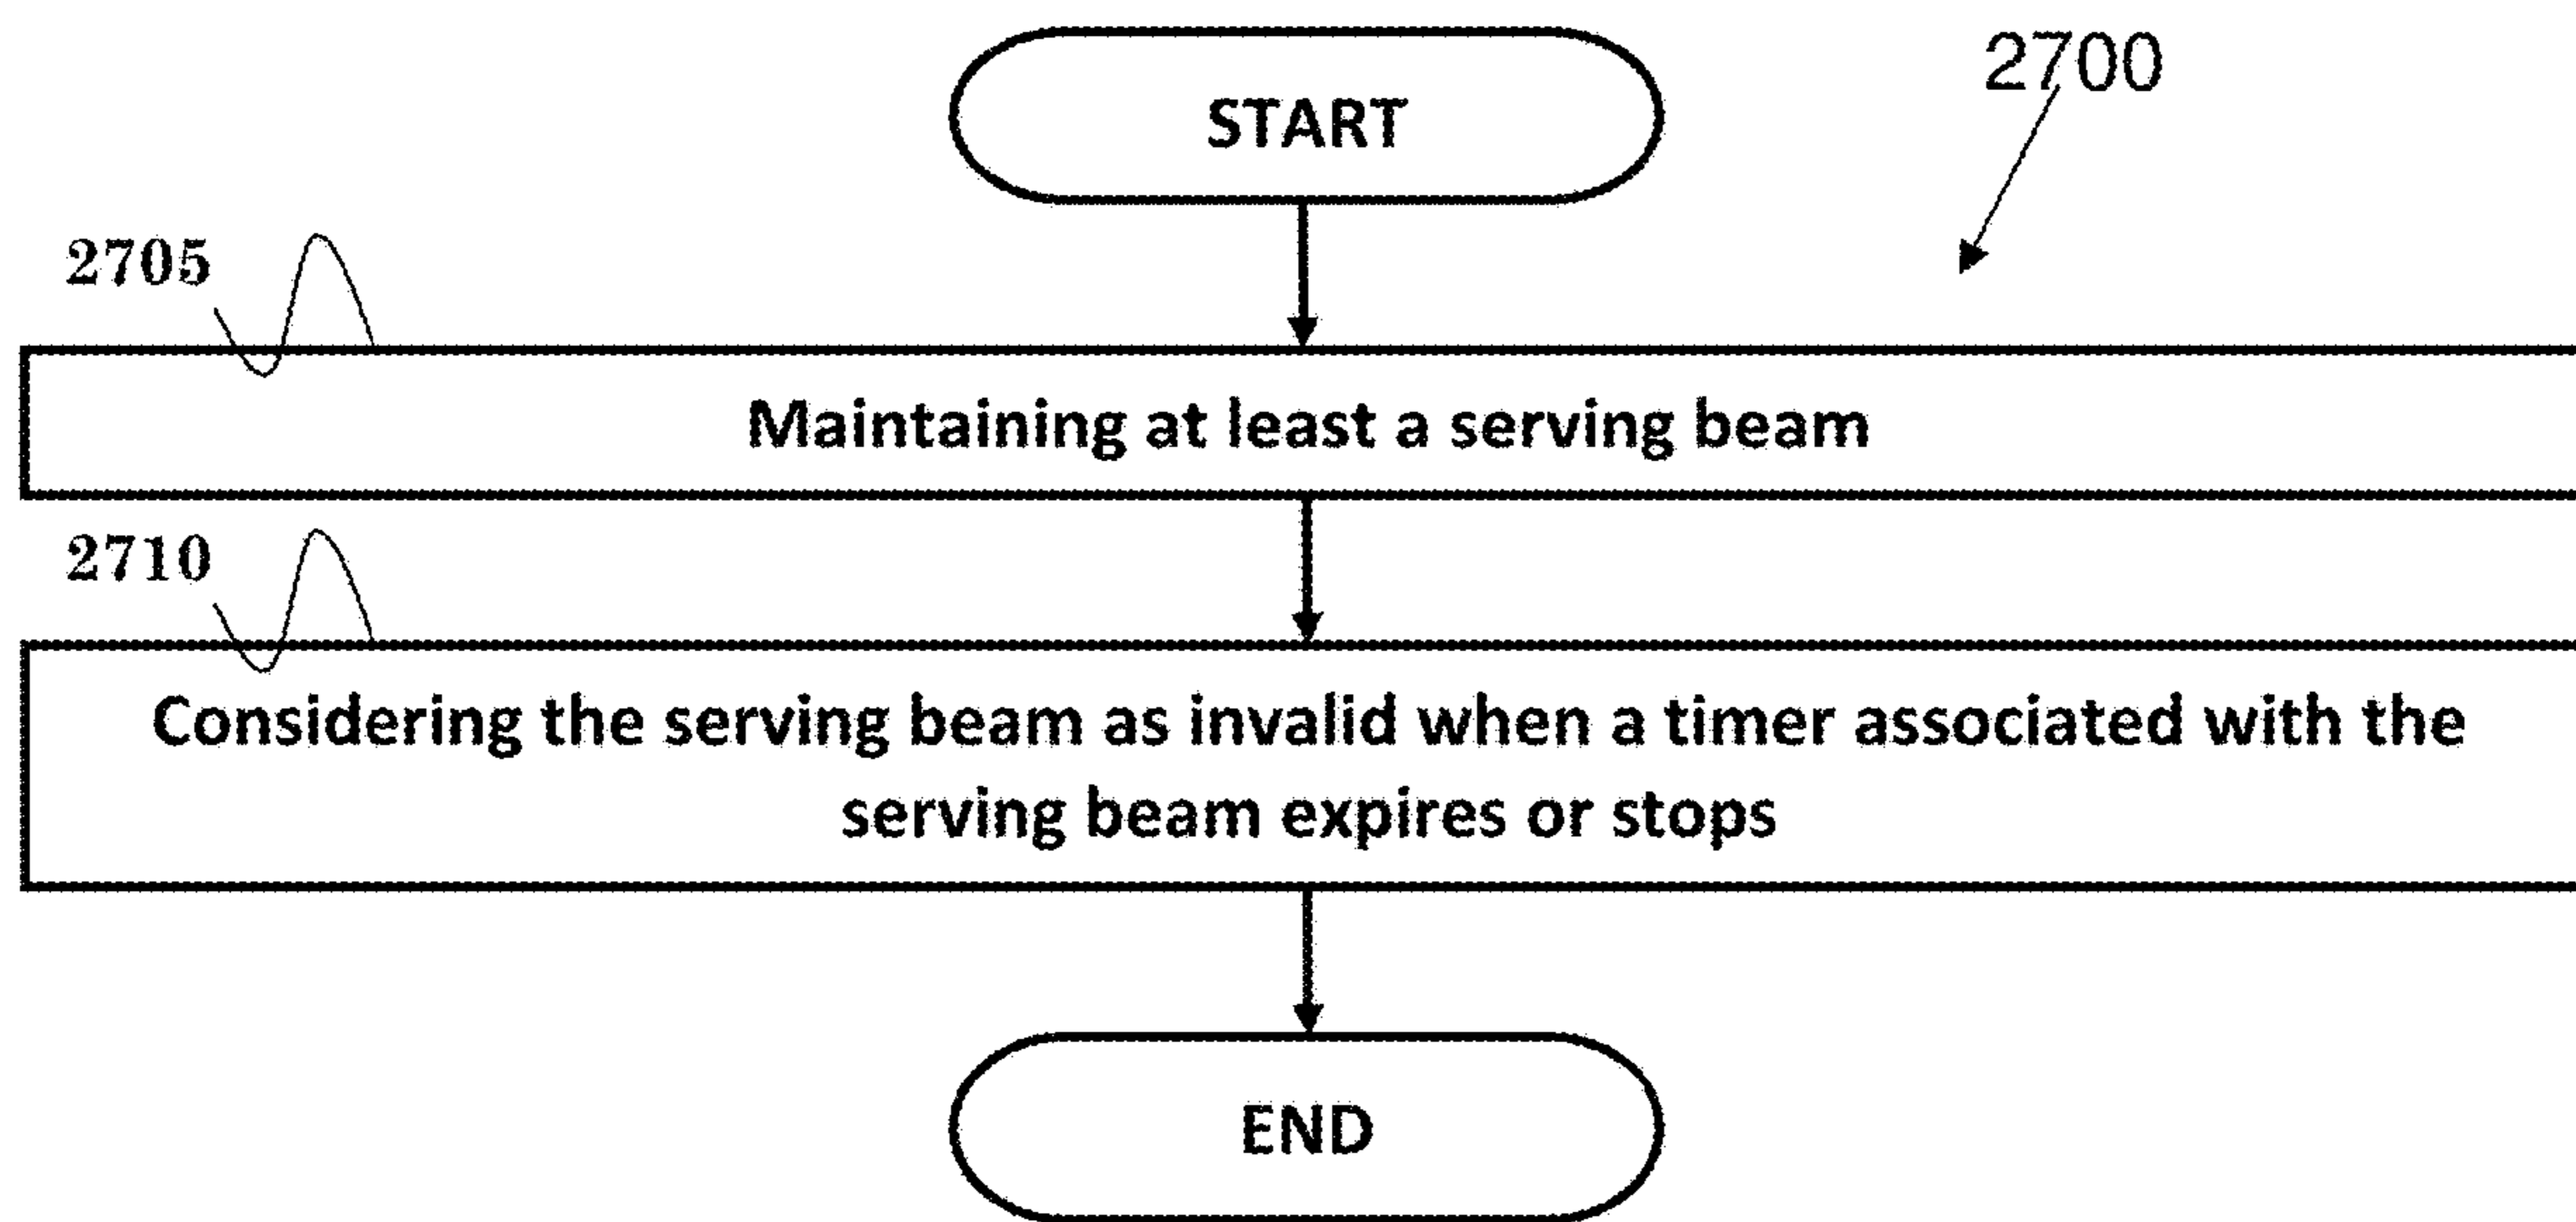 START
2700
2705
Maintaining at least a serving beam
2710
Considering the serving beam as invalid when a timer associated with the
serving beam expires or stops
END